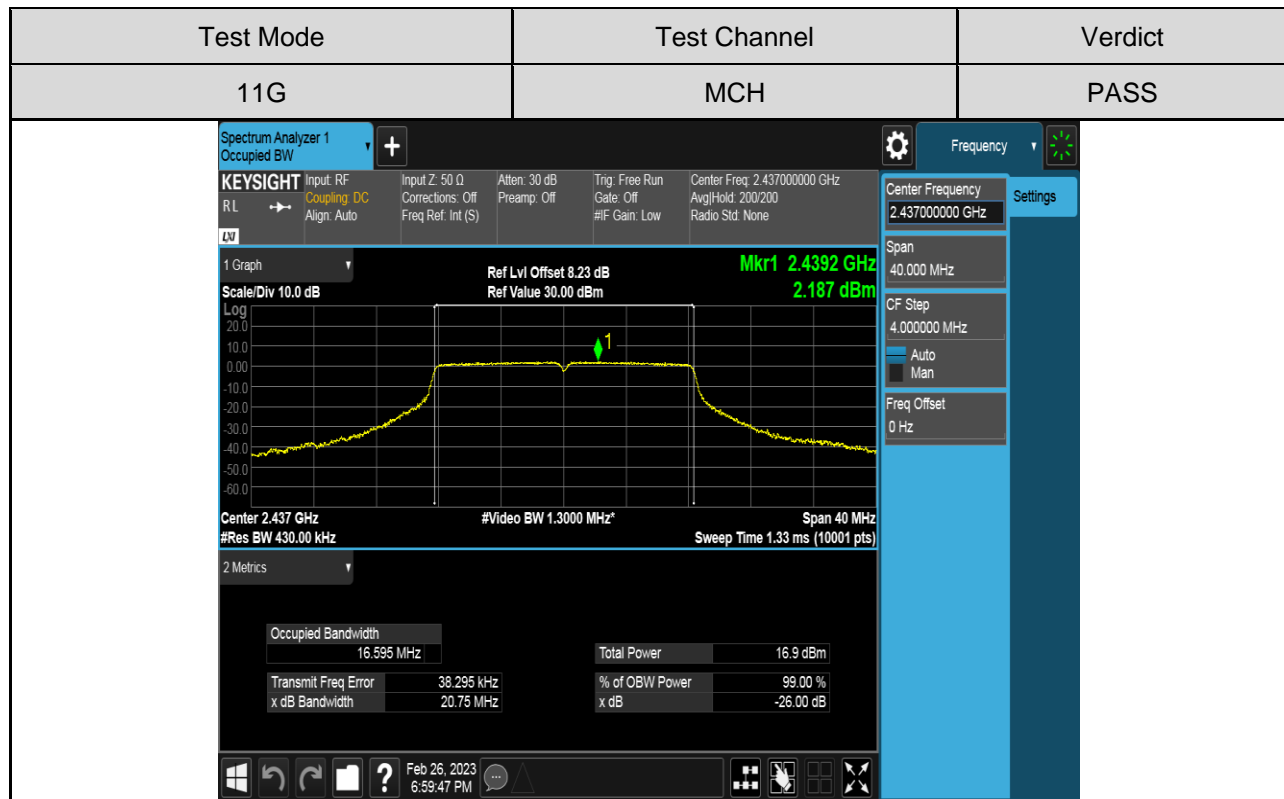 Test Mode Test Channel Verdict
11G MCH PASS
Spectrum Analyzer 1
Occupied BW
+
Frequency
KEYSIGHT Input: RF Input Z: 50 Ω Atten: 30 dB Trig: Free Run Center Freq: 2.437000000 GHz
RL Coupling: DC Corrections: Off Preamp: Off Gate: Off Avg|Hold: 200/200
Align: Auto Freq Ref: Int (S) #IF Gain: Low Radio Std: None
LXI
Center Frequency
2.437000000 GHz
Settings
Span
40.000 MHz
CF Step
4.000000 MHz
Auto
Man
Freq Offset
0 Hz
1 Graph
Scale/Div 10.0 dB
Ref Lvl Offset 8.23 dB
Ref Value 30.00 dBm
Mkr1 2.4392 GHz
2.187 dBm
Log
20.0
10.0
0.00
-10.0
-20.0
-30.0
-40.0
-50.0
-60.0
1
Center 2.437 GHz #Video BW 1.3000 MHz* Span 40 MHz
#Res BW 430.00 kHz Sweep Time 1.33 ms (10001 pts)
2 Metrics
Occupied Bandwidth
16.595 MHz Total Power 16.9 dBm
Transmit Freq Error 38.295 kHz % of OBW Power 99.00 %
x dB Bandwidth 20.75 MHz x dB -26.00 dB
? Feb 26, 2023
6:59:47 PM